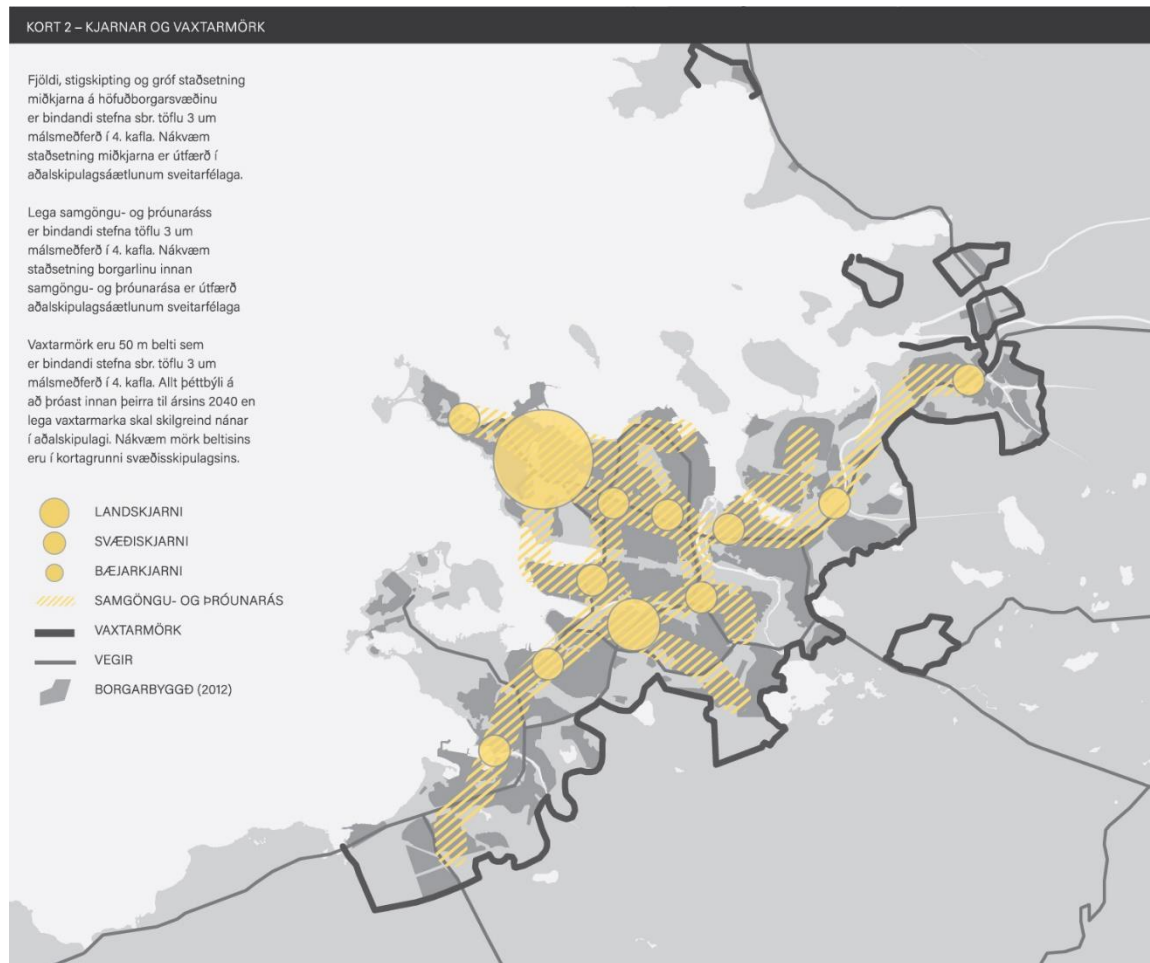 KORT 2 – KJARNAR OG VAXTARMÖRK
Fjöldi, stigskipting og gróf staðsetning
miðkjarna á höfuðborgarsvæðinu
er bindandi stefna sbr. töflu 3 um
málsmeðferð í 4. kafla. Nákvæm
staðsetning miðkjarna er útfærð í
aðalskipulagsáætlunum sveitarfélaga.
Lega samgöngu- og þróunaráss
er bindandi stefna töflu 3 um
málsmeðferð í 4. kafla. Nákvæm
staðsetning borgarlinu innan
samgöngu- og þróunarása er útfærð
aðalskipulagsáætlunum sveitarfélaga
Vaxtarmörk eru 50 m belti sem
er bindandi stefna sbr. töflu 3 um
málsmeðferð í 4. kafla. Allt þéttbýli á
að þróast innan þeirra til ársins 2040 en
lega vaxtarmarka skal skilgreind nánar
í aðalskipulagi. Nákvæm mörk beltisins
eru í kortagrunni svæðisskipulagsins.
LANDSKJARNI
SVÆÐISKJARNI
BÆJARKJARNI
SAMGÖNGU- OG ÞRÓUNARÁS
VAXTARMÖRK
VEGIR
BORGARBYGGÐ (2012)